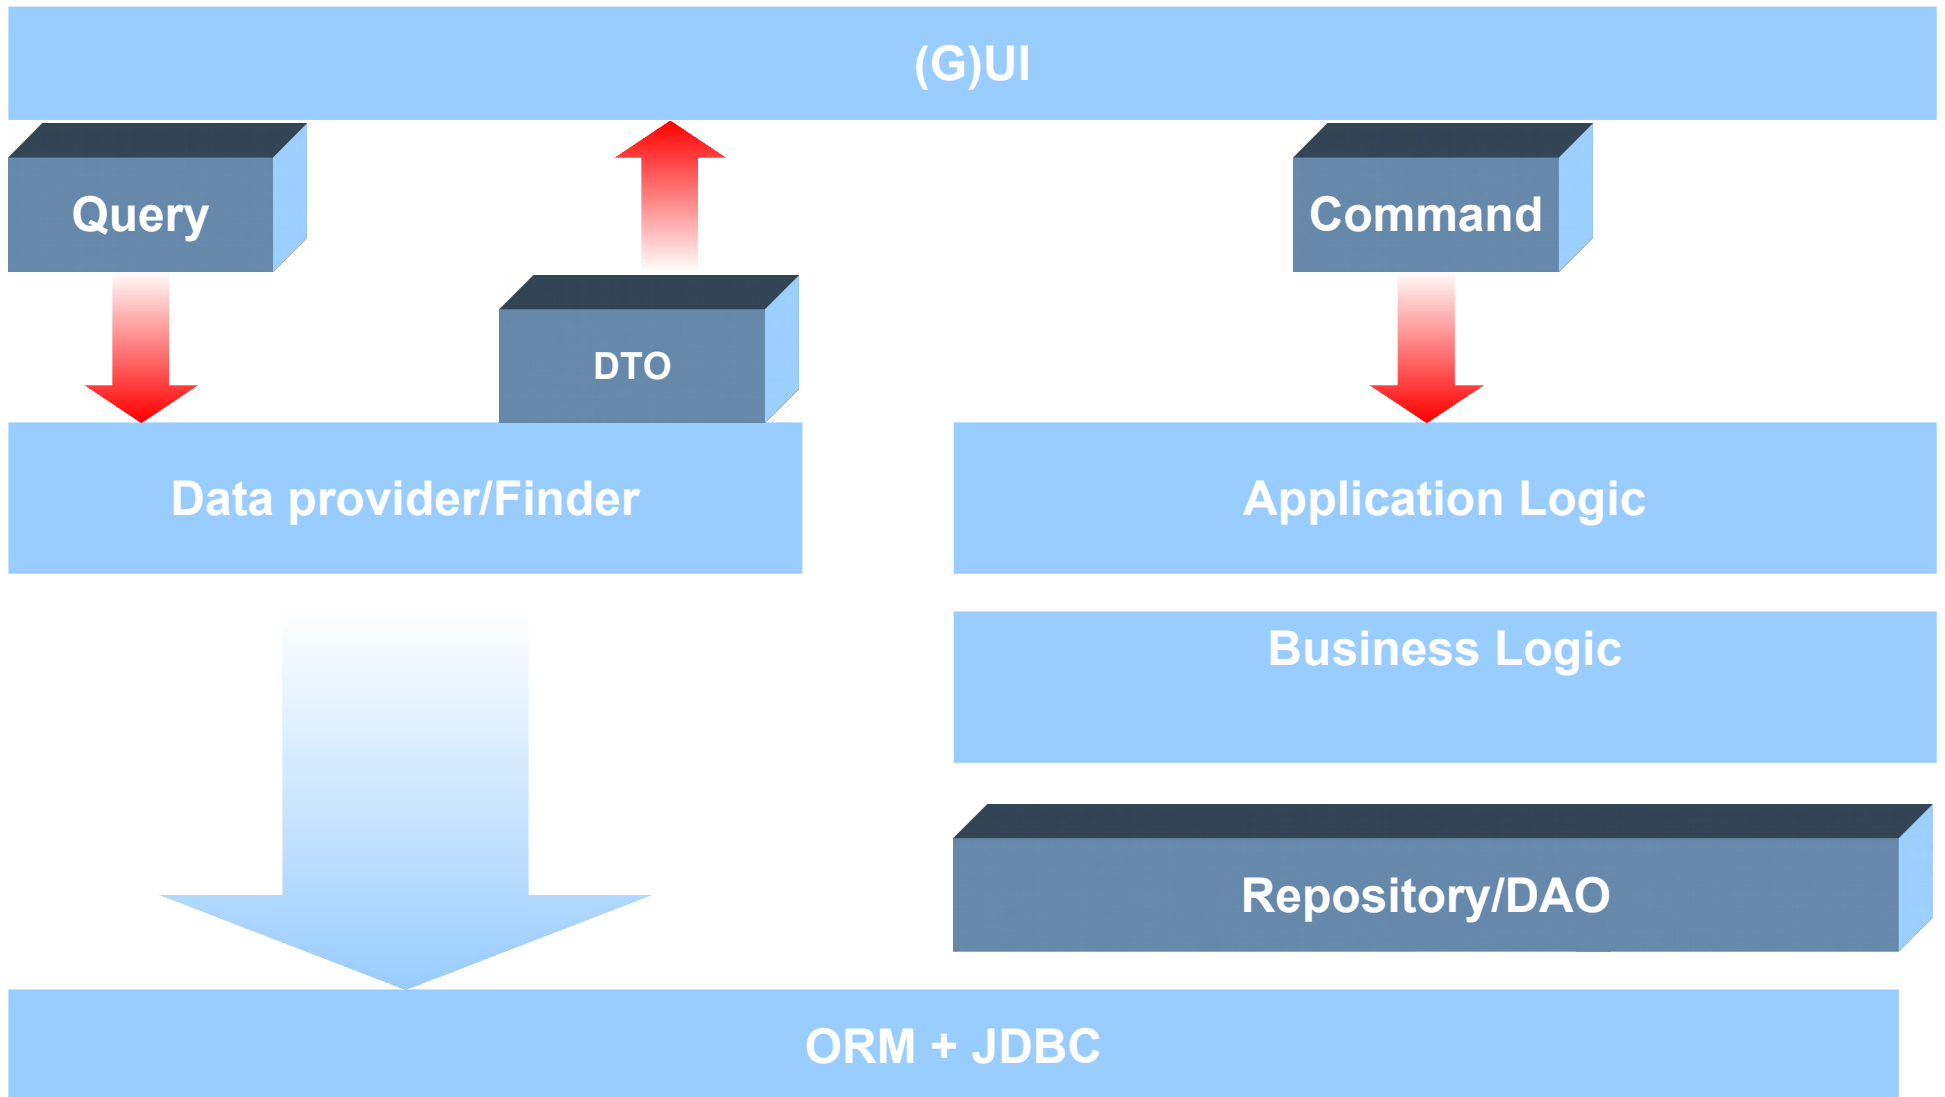 (G)UI
Query
Command
DTO
Data provider/Finder
Application Logic
Business Logic
Repository/DAO
ORM + JDBC